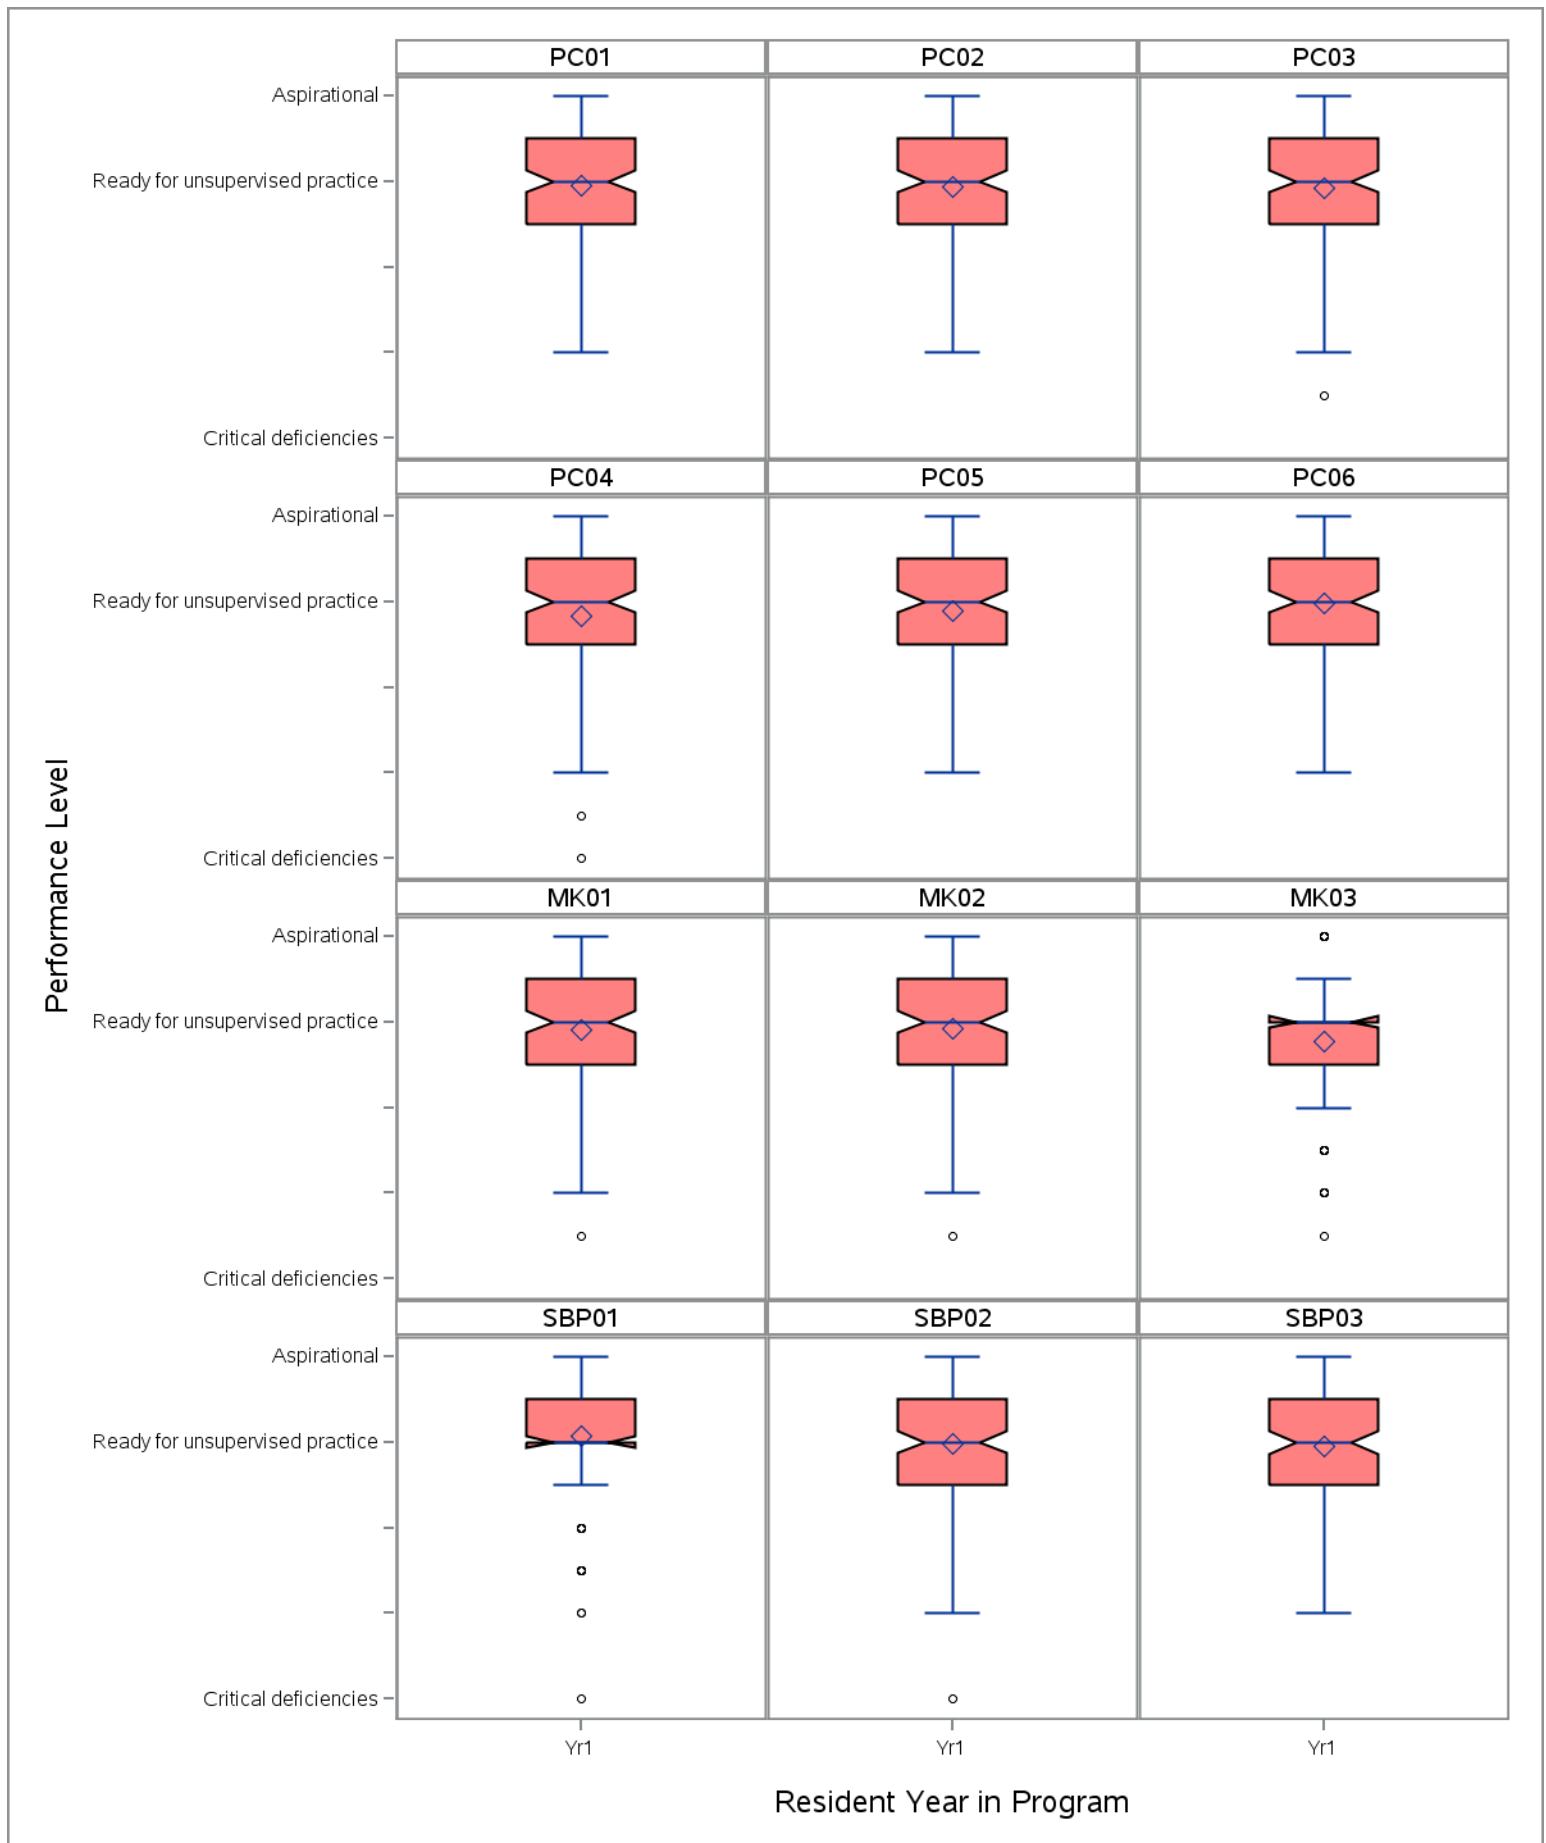 PC01 PC02 PC03
Aspirational
Ready for unsupervised practice
Critical deficiencies
PC04 PC05 PC06
Aspirational
Ready for unsupervised practice
Critical deficiencies
MK01 MK02 MK03
Aspirational
Ready for unsupervised practice
Critical deficiencies
SBP01 SBP02 SBP03
Aspirational
Ready for unsupervised practice
Critical deficiencies
Performance Level
Yr1 Yr1 Yr1
Resident Year in Program